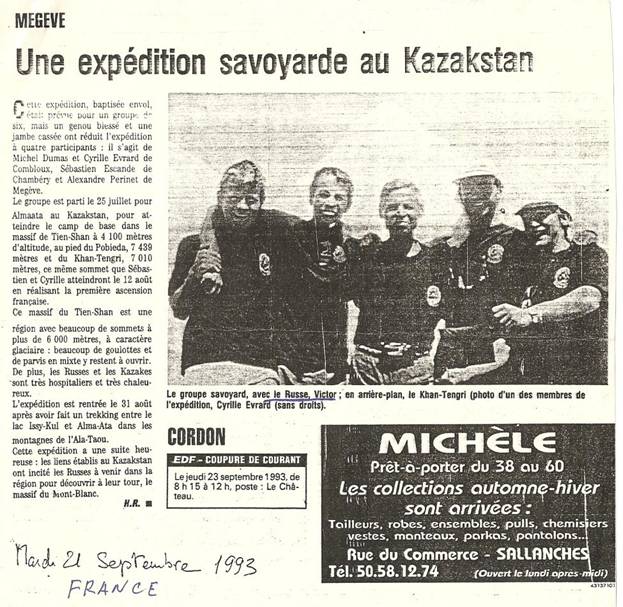 MEGEVE
Une expédition savoyarde au Kazakstan
Cette expédition, baptisée envol,
était prévue pour un groupe de
six, mais un genou blessé et une
jambe cassée ont réduit l'expédition
à quatre participants : il s'agit de
Michel Dumas et Cyrille Evrard de
Combloux, Sébastien Escande de
Chambéry et Alexandre Perinet de
Megève.
Le groupe est parti le 25 juillet pour
Almaata au Kazakstan, pour at-
teindre le camp de base dans le
massif de Tien-Shan à 4 100 mètres
d'altitude, au pied du Pobieda, 7 439
mètres et du Khan-Tengri, 7 010
mètres, ce même sommet que Sébas-
tien et Cyrille atteindront le 12 août
en réalisant la première ascension
française.
Ce massif du Tien-Shan est une
région avec beaucoup de sommets à
plus de 6 000 mètres, à caractère
glaciaire : beaucoup de goulottes et
de parvis en mixte y restent à ouvrir.
De plus, les Russes et les Kazakes
sont très hospitaliers et très chaleu-
reux.
L'expédition est rentrée le 31 août
après avoir fait un trekking entre le
lac Issy-Kul et Alma-Ata dans les
montagnes de l'Ala-Taou.
Cette expédition a une suite heu-
reuse : les liens établis au Kazakstan
ont incité les Russes à venir dans la
région pour découvrir à leur tour, le
massif du Mont-Blanc.
H.R. ■
Le groupe savoyard, avec le Russe, Victor ; en arrière-plan, le Khan-Tengri (photo d'un des membres de
l'expédition, Cyrille Evrard (sans droits).
CORDON
EDF – COUPURE DE COURANT
Le jeudi 23 septembre 1993, de
8 h 15 à 12 h, poste : Le Châ-
teau.
MICHÈLE
Prêt-à-porter du 38 au 60
Les collections automne-hiver
sont arrivées :
Tailleurs, robes, ensembles, pulls, chemisiers
vestes, manteaux, parkas, pantalons...
Rue du Commerce - SALLANCHES
Tél. 50.58.12.74 (Ouvert le lundi après-midi)
43137101
Mardi 21 Septembre 1993
FRANCE